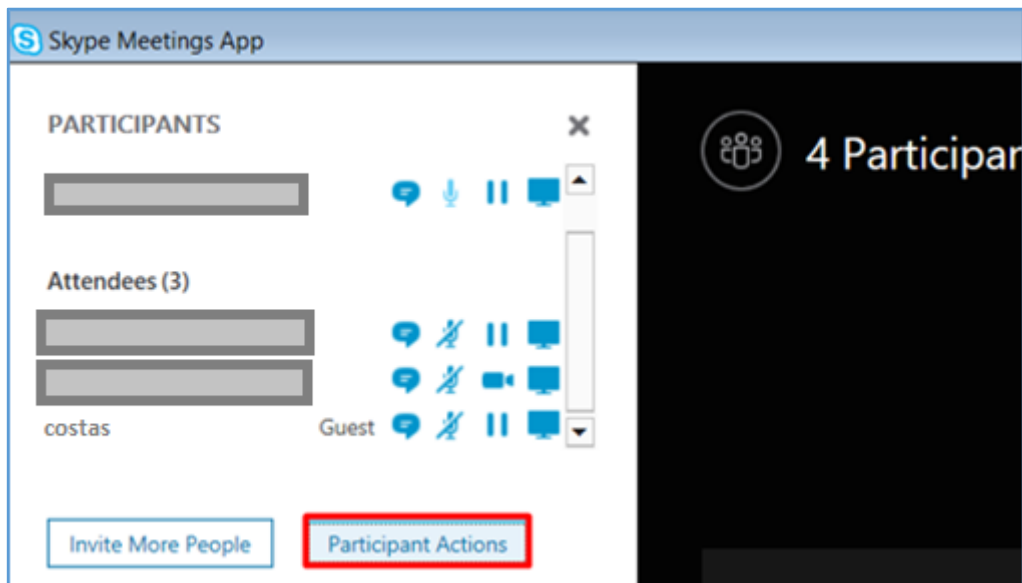 Skype Meetings App
PARTICIPANTS
4 Participan
Attendees (3)
costas Guest
Invite More People
Participant Actions